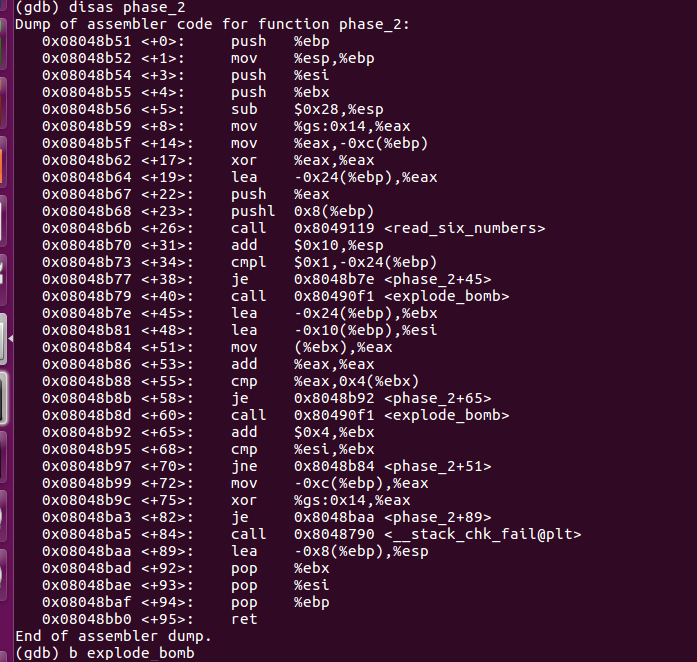 (gdb) disas phase_2
Dump of assembler code for function phase_2:
   0x08048b51 <+0>:     push   %ebp
   0x08048b52 <+1>:     mov    %esp,%ebp
   0x08048b54 <+3>:     push   %esi
   0x08048b55 <+4>:     push   %ebx
   0x08048b56 <+5>:     sub    $0x28,%esp
   0x08048b59 <+8>:     mov    %gs:0x14,%eax
   0x08048b5f <+14>:    mov    %eax,-0xc(%ebp)
   0x08048b62 <+17>:    xor    %eax,%eax
   0x08048b64 <+19>:    lea    -0x24(%ebp),%eax
   0x08048b67 <+22>:    push   %eax
   0x08048b68 <+23>:    pushl  0x8(%ebp)
   0x08048b6b <+26>:    call   0x8049119 <read_six_numbers>
   0x08048b70 <+31>:    add    $0x10,%esp
   0x08048b73 <+34>:    cmpl   $0x1,-0x24(%ebp)
   0x08048b77 <+38>:    je     0x8048b7e <phase_2+45>
   0x08048b79 <+40>:    call   0x80490f1 <explode_bomb>
   0x08048b7e <+45>:    lea    -0x24(%ebp),%ebx
   0x08048b81 <+48>:    lea    -0x10(%ebp),%esi
   0x08048b84 <+51>:    mov    (%ebx),%eax
   0x08048b86 <+53>:    add    %eax,%eax
   0x08048b88 <+55>:    cmp    %eax,0x4(%ebx)
   0x08048b8b <+58>:    je     0x8048b92 <phase_2+65>
   0x08048b8d <+60>:    call   0x80490f1 <explode_bomb>
   0x08048b92 <+65>:    add    $0x4,%ebx
   0x08048b95 <+68>:    cmp    %esi,%ebx
   0x08048b97 <+70>:    jne    0x8048b84 <phase_2+51>
   0x08048b99 <+72>:    mov    -0xc(%ebp),%eax
   0x08048b9c <+75>:    xor    %gs:0x14,%eax
   0x08048ba3 <+82>:    je     0x8048baa <phase_2+89>
   0x08048ba5 <+84>:    call   0x8048790 <__stack_chk_fail@plt>
   0x08048baa <+89>:    lea    -0x8(%ebp),%esp
   0x08048bad <+92>:    pop    %ebx
   0x08048bae <+93>:    pop    %esi
   0x08048baf <+94>:    pop    %ebp
   0x08048bb0 <+95>:    ret
End of assembler dump.
(gdb) b explode_bomb